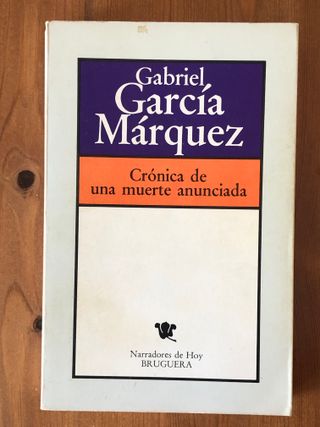 Gabriel
García
Márquez
Crónica de
una muerte anunciada
Narradores de Hoy
BRUGUERA